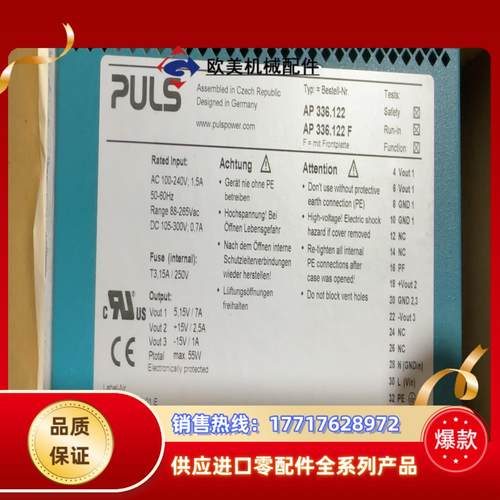 欧美机械配件
PULS
Assembled in Czech Republic
Designed in Germany
www.pulspower.com
Typ = Bestell-Nr.
AP 336.122
AP 336.122 F
F = mit Frontplatte
Tests:
Safety
Run-in
Function
Rated Input:
AC 100-240V, 1.5A
50-60Hz
Range 88-265Vac
DC 105-300V; 0,7A
Fuse (internal):
T3,15A / 250V
Output:
Vout 1 5,15V / 7A
Vout 2 +15V / 2,5A
Vout 3 -15V / 1A
Ptotal max. 55W
Electronically protected
Achtung
• Gerät nie ohne PE
betreiben!
• Hochspannung! Bei
Öffnen Lebensgefahr
• Nach dem Öffnen interne
Schutzleiterverbindungen
wieder festziehen!
• Lüftungsöffnungen
freihalten
Attention
• Don't use without protective
earth connection (PE)
• High-voltage! Electric shock
hazard if cover removed
• Re-tighten all internal
PE connections after
case was opened!
• Do not block vent holes
4 Vout 1
6 Vout 1
8 GND 1
10 GND 1
12 NC
14 NC
16 PF
18 +Vout 2
20 GND 2,3
22 -Vout 3
24 NC
26 NC
28 N (GNDin)
30 L (Vin)
32 PE
C UL US
CE
Label-Nr.
品质
保证
销售热线：17717628972
供应进口零配件全系列产品
爆款